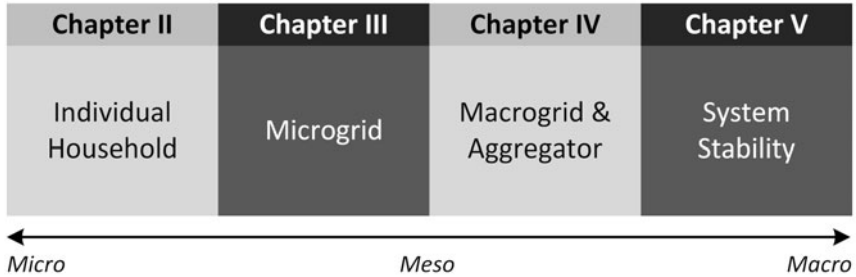 Chapter II
Chapter III
Chapter IV
Chapter V
Individual
Household
Microgrid
Macrogrid &
Aggregator
System
Stability
Micro
Meso
Macro